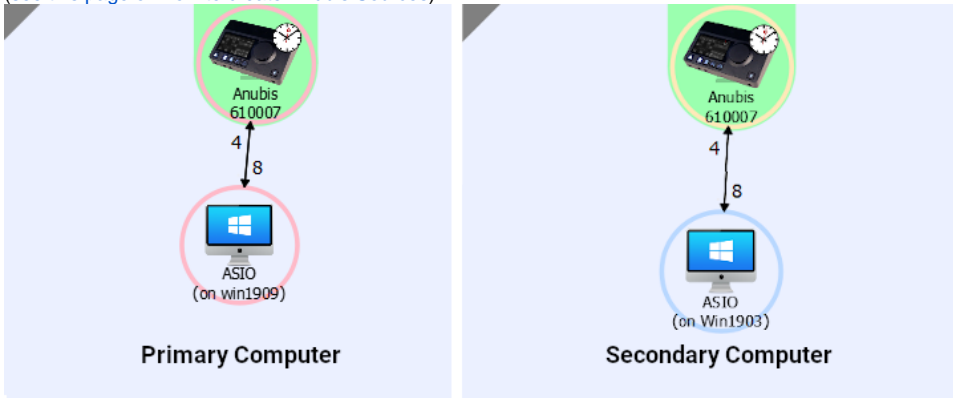 Anubis
610007
4
8
ASIO
(on win1909)
Primary Computer
Anubis
610007
4
8
ASIO
(on Win1903)
Secondary Computer